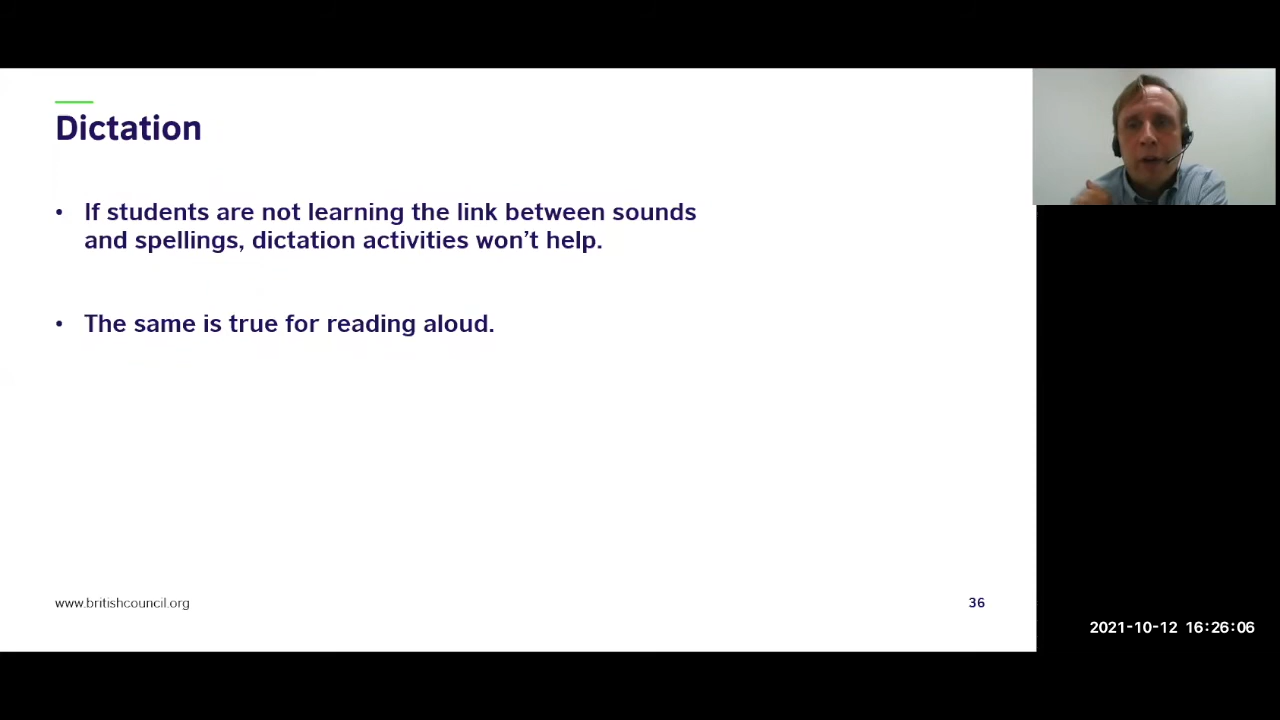 Dictation
• If students are not learning the link between sounds
and spellings, dictation activities won’t help.
• The same is true for reading aloud.
www.britishcouncil.org
36
2021-10-12 16:26:06